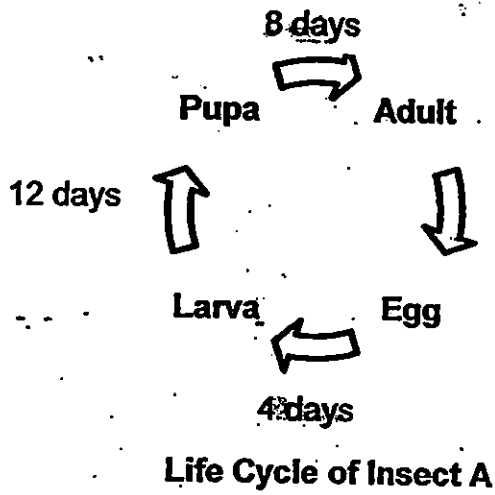 8 days
Pupa Adult
12 days
Larva Egg
4 days
Life Cycle of Insect A